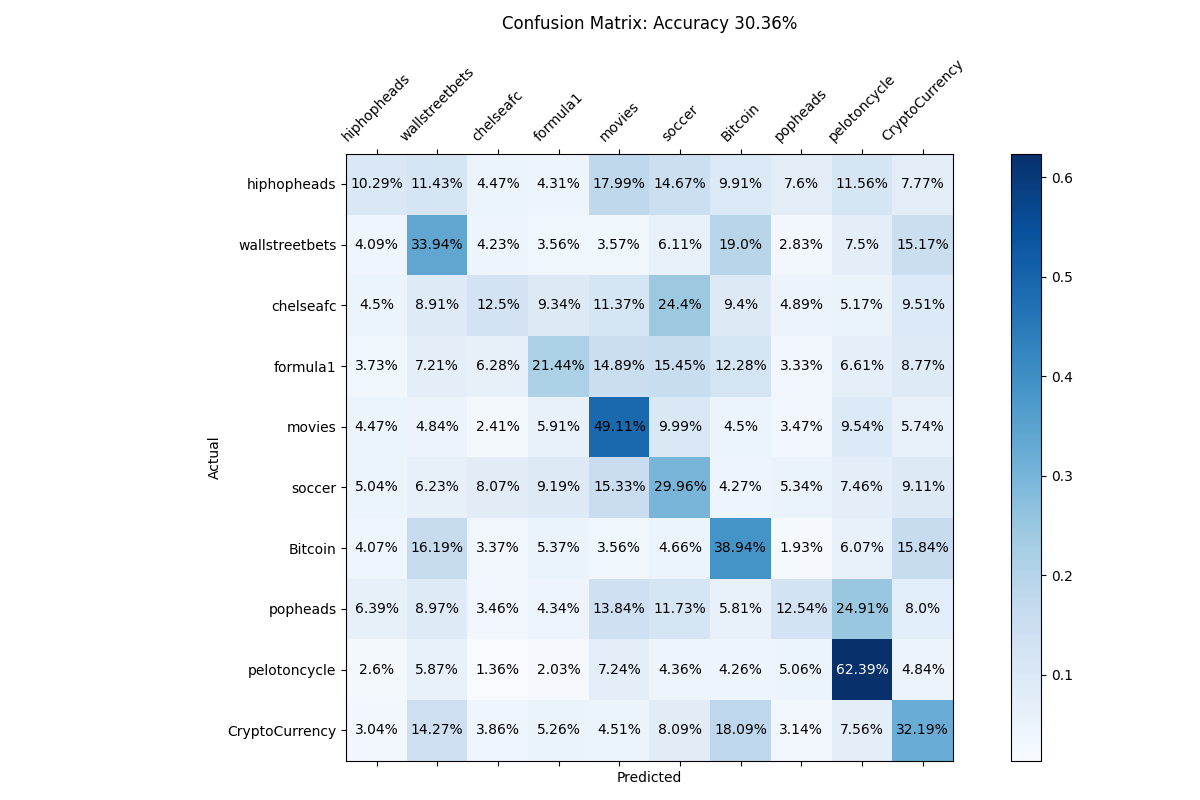 Confusion Matrix: Accuracy 30.36%
hiphopheads wallstreetbets chelseafc formula1 movies soccer Bitcoin popheads pelotoncycle CryptoCurrency
hiphopheads 10.29% 11.43% 4.47% 4.31% 17.99% 14.67% 9.91% 7.6% 11.56% 7.77%
wallstreetbets 4.09% 33.94% 4.23% 3.56% 3.57% 6.11% 19.0% 2.83% 7.5% 15.17%
chelseafc 4.5% 8.91% 12.5% 9.34% 11.37% 24.4% 9.4% 4.89% 5.17% 9.51%
formula1 3.73% 7.21% 6.28% 21.44% 14.89% 15.45% 12.28% 3.33% 6.61% 8.77%
movies 4.47% 4.84% 2.41% 5.91% 49.11% 9.99% 4.5% 3.47% 9.54% 5.74%
soccer 5.04% 6.23% 8.07% 9.19% 15.33% 29.96% 4.27% 5.34% 7.46% 9.11%
Bitcoin 4.07% 16.19% 3.37% 5.37% 3.56% 4.66% 38.94% 1.93% 6.07% 15.84%
popheads 6.39% 8.97% 3.46% 4.34% 13.84% 11.73% 5.81% 12.54% 24.91% 8.0%
pelotoncycle 2.6% 5.87% 1.36% 2.03% 7.24% 4.36% 4.26% 5.06% 62.39% 4.84%
CryptoCurrency 3.04% 14.27% 3.86% 5.26% 4.51% 8.09% 18.09% 3.14% 7.56% 32.19%
Actual
Predicted
0.6
0.5
0.4
0.3
0.2
0.1